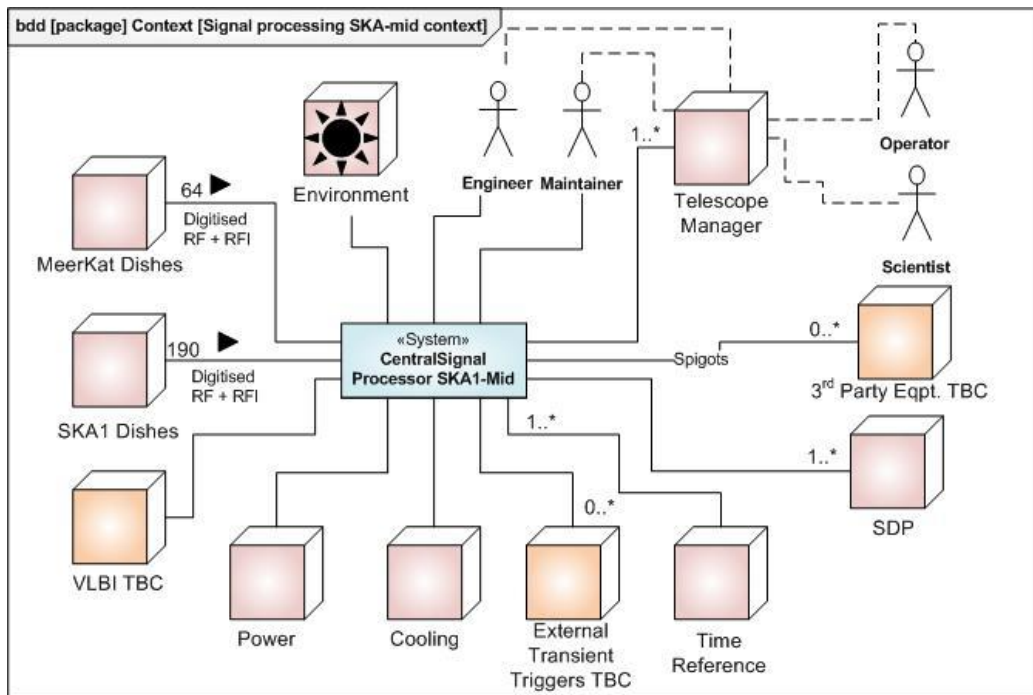 bdd [package] Context [Signal processing SKA-mid context]
Environment
Engineer
Maintainer
1..*
Telescope
Manager
Operator
Scientist
64 ►
Digitised
RF + RFI
MeerKat Dishes
190 ►
Digitised
RF + RFI
SKA1 Dishes
«System»
CentralSignal
Processor SKA1-Mid
Spigots
0..*
3rd Party Eqpt. TBC
1..*
SDP
VLBI TBC
1..*
0..*
Power
Cooling
External
Transient
Triggers TBC
Time
Reference